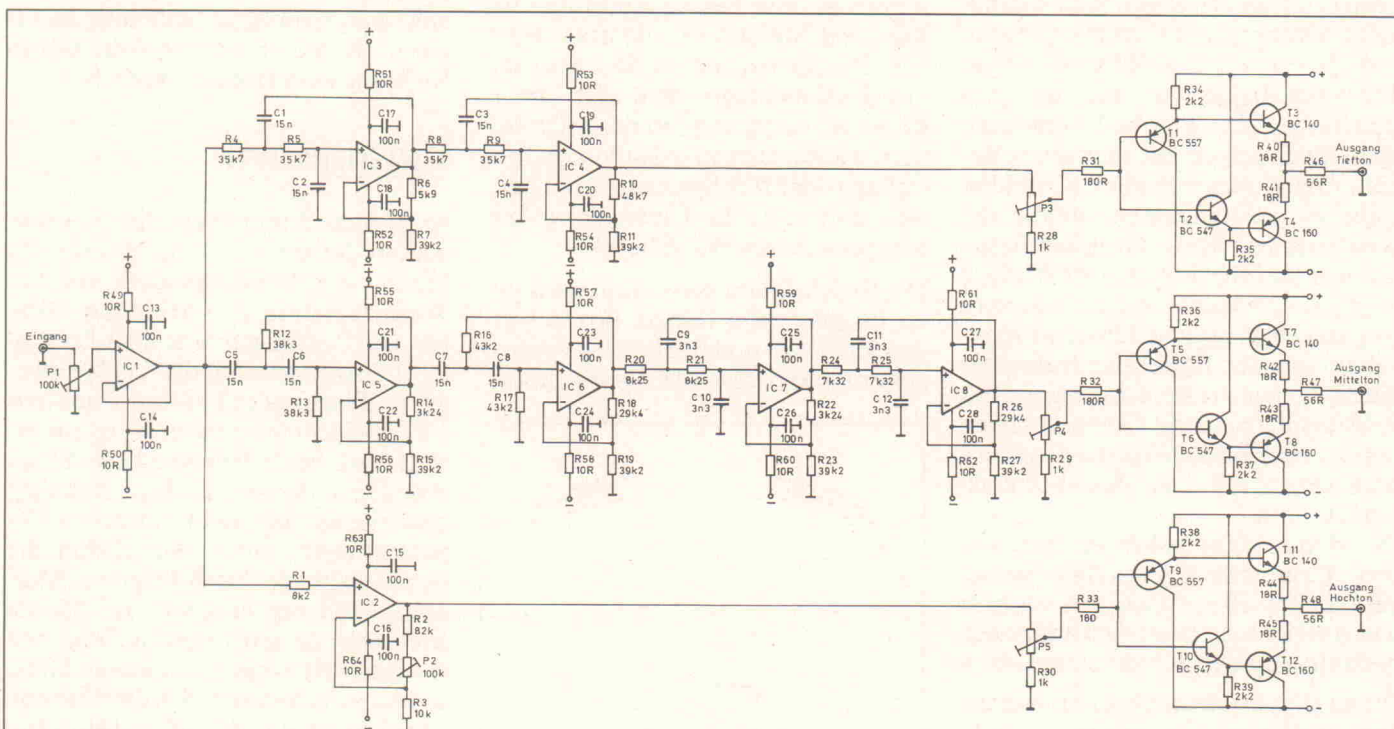 +
R51
10R
C17
100n
C1
15n
R4
35k7
R5
35k7
C2
15n
+
−
IC 3
C18
100n
R6
5k9
R52
10R
R7
39k2
−
+
R53
10R
C19
100n
C3
15n
R8
35k7
R9
35k7
C4
15n
+
−
IC 4
C20
100n
R10
48k7
R54
10R
R11
39k2
−
Eingang
P1
100k
+
R49
10R
C13
100n
+
−
IC 1
C14
100n
R50
10R
−
+
R55
10R
C21
100n
R12
38k3
C5
15n
C6
15n
R13
38k3
+
−
IC 5
C22
100n
R14
3k24
R56
10R
R15
39k2
−
+
R57
10R
C23
100n
R16
43k2
C7
15n
C8
15n
R17
43k2
+
−
IC 6
C24
100n
R18
29k4
R58
10R
R19
39k2
−
+
R59
10R
C25
100n
C9
3n3
R20
8k25
R21
8k25
C10
3n3
+
−
IC 7
C26
100n
R22
3k24
R60
10R
R23
39k2
−
+
R61
10R
C27
100n
C11
3n3
R24
7k32
R25
7k32
C12
3n3
+
−
IC 8
C28
100n
R26
29k4
R62
10R
R27
39k2
−
+
R63
10R
C15
100n
R1
8k2
+
−
IC 2
C16
100n
R2
82k
P2
100k
R64
10R
R3
10k
−
P3
R28
1k
R31
180R
R34
2k2
T1
BC 557
T2
BC 547
R35
2k2
T3
BC 140
R40
18R
R41
18R
T4
BC 160
R46
56R
Ausgang
Tiefton
+
−
P4
R29
1k
R32
180R
R36
2k2
T5
BC 557
T6
BC 547
R37
2k2
T7
BC 140
R42
18R
R43
18R
T8
BC 160
R47
56R
Ausgang
Mittelton
+
−
P5
R30
1k
R 33
180
R38
2k2
T9
BC 557
T10
BC 547
R39
2k2
T11
BC 140
R44
18R
R45
18R
T12
BC 160
R48
56R
Ausgang
Hochton
+
−